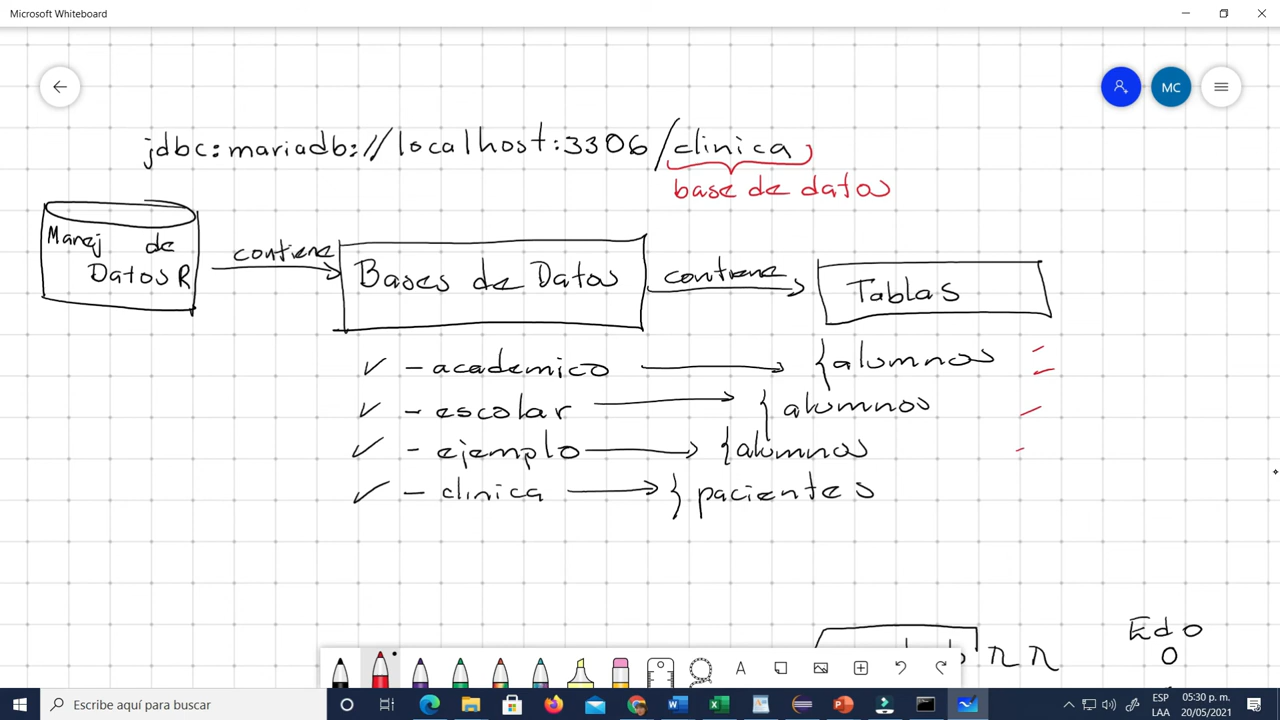 Microsoft Whiteboard
MC
jdbc:mariadb://localhost:3306/clinica
base de datos
Manej de
Datos R
contiene
Bases de Datos
contiene
Tablas
- academico { alumnos
- escolar { alumnos
- ejemplo { alumnos
- clinica } pacientes
Edo
0
A
Escribe aquí para buscar
ESP
LAA
05:30 p. m.
20/05/2021